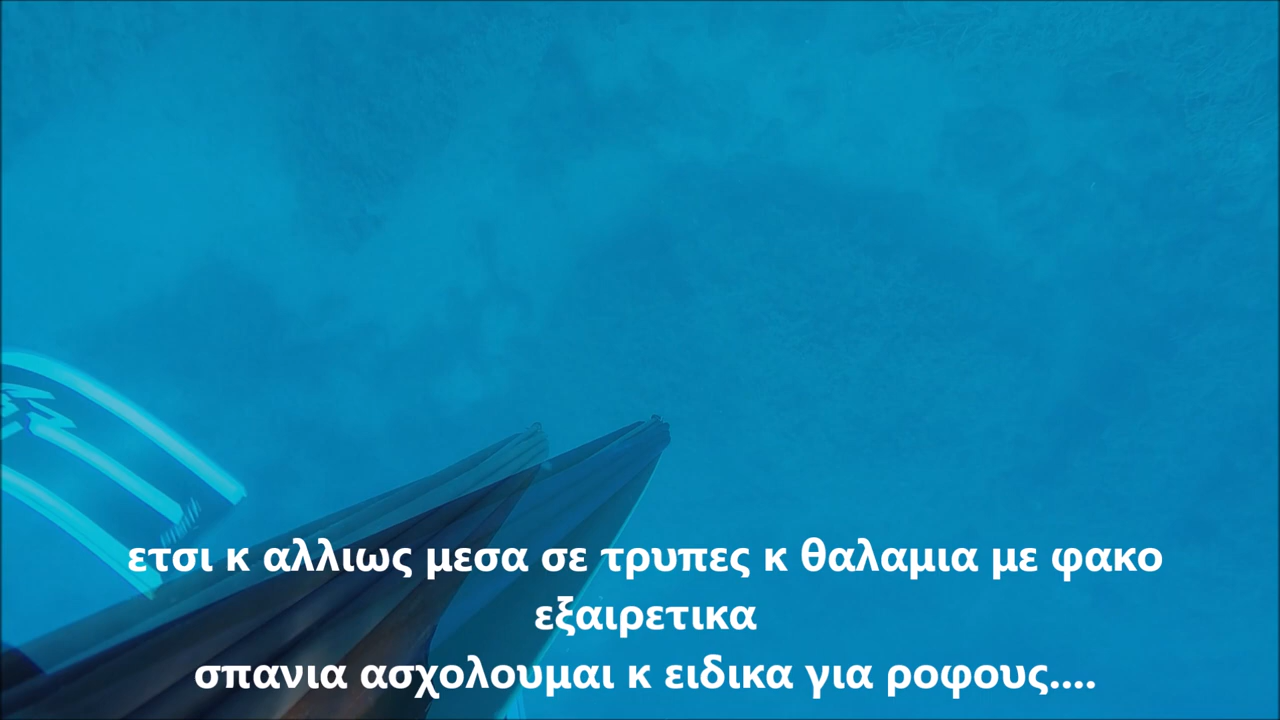 ετσι κ αλλιως μεσα σε τρυπες κ θαλαμια με φακο
εξαιρετικα
σπανια ασχολουμαι κ ειδικα για ροφους....